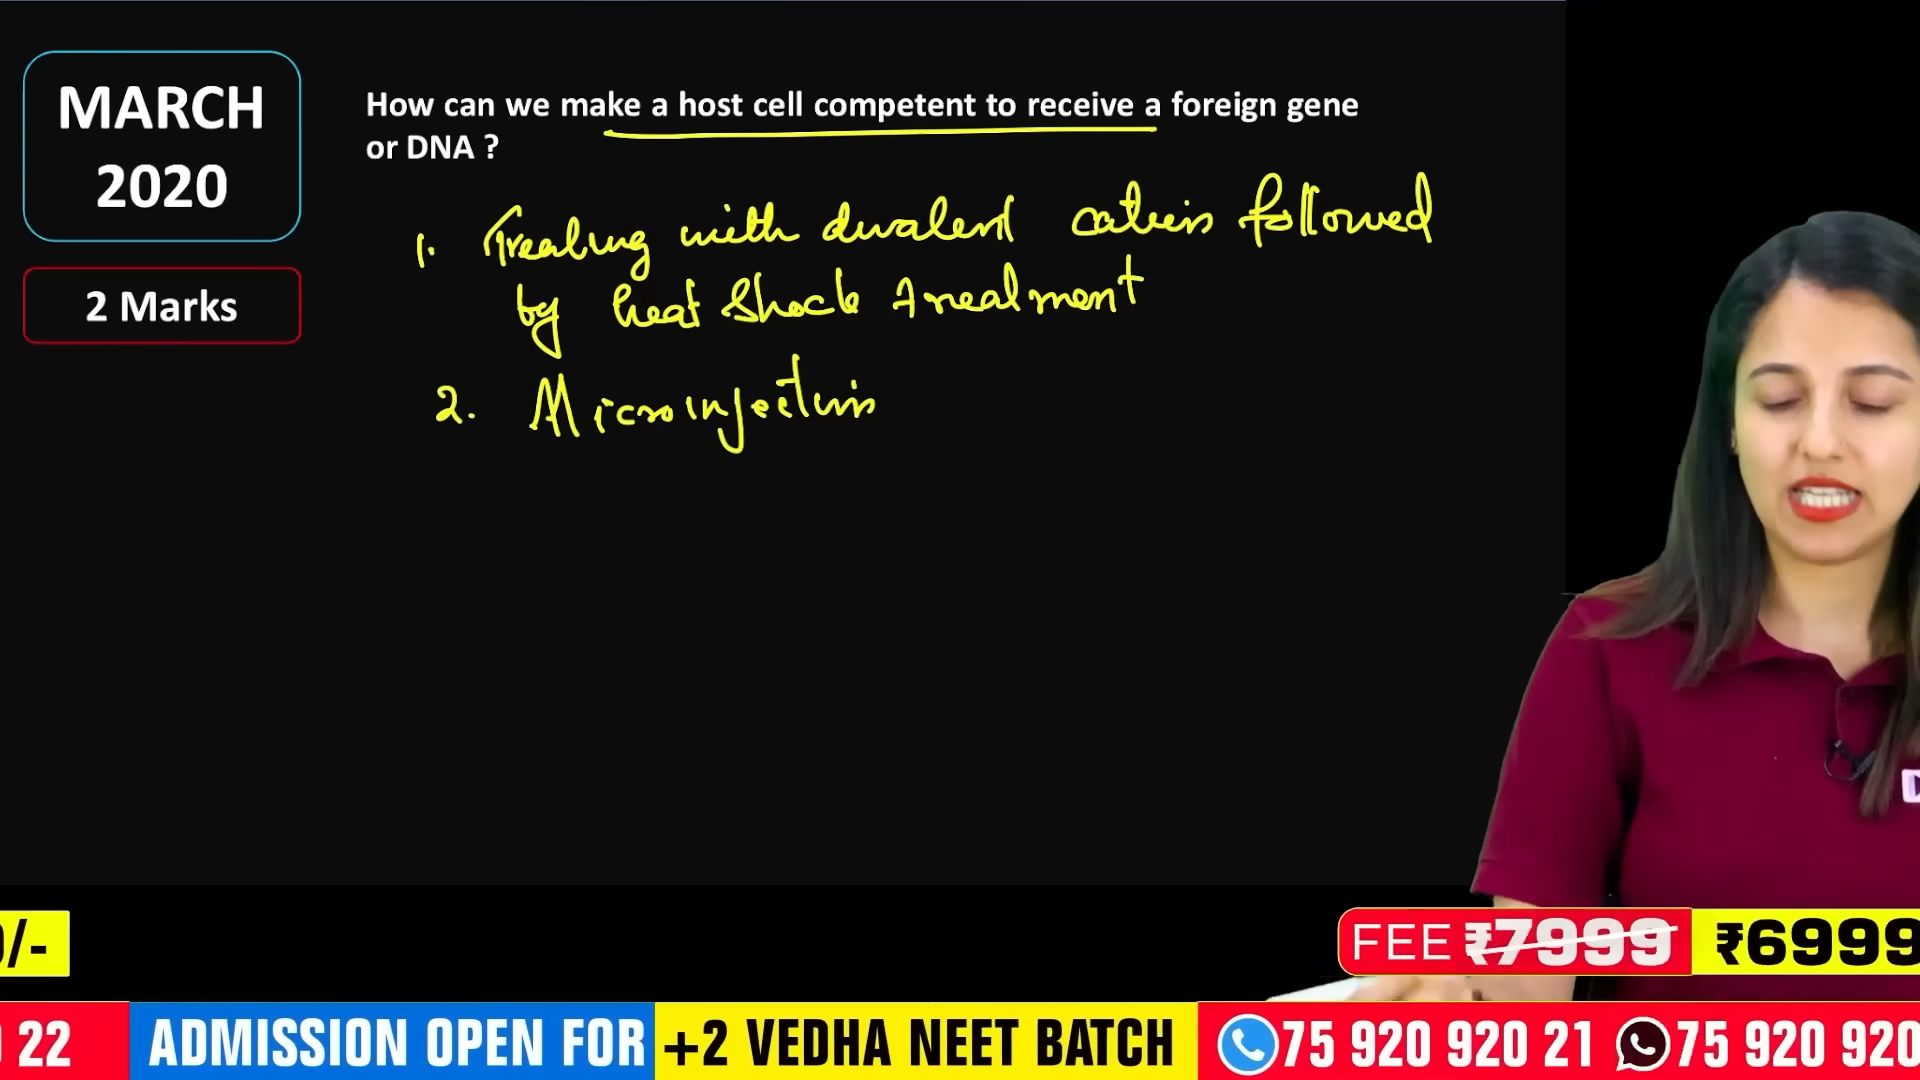 MARCH
2020
2 Marks
How can we make a host cell competent to receive a foreign gene
or DNA ?
1. Treating with divalent cations followed
by heat shock treatment
2. Microinjection
/-
FEE ₹7999 ₹6999
22 ADMISSION OPEN FOR +2 VEDHA NEET BATCH 75 920 920 21 75 920 920